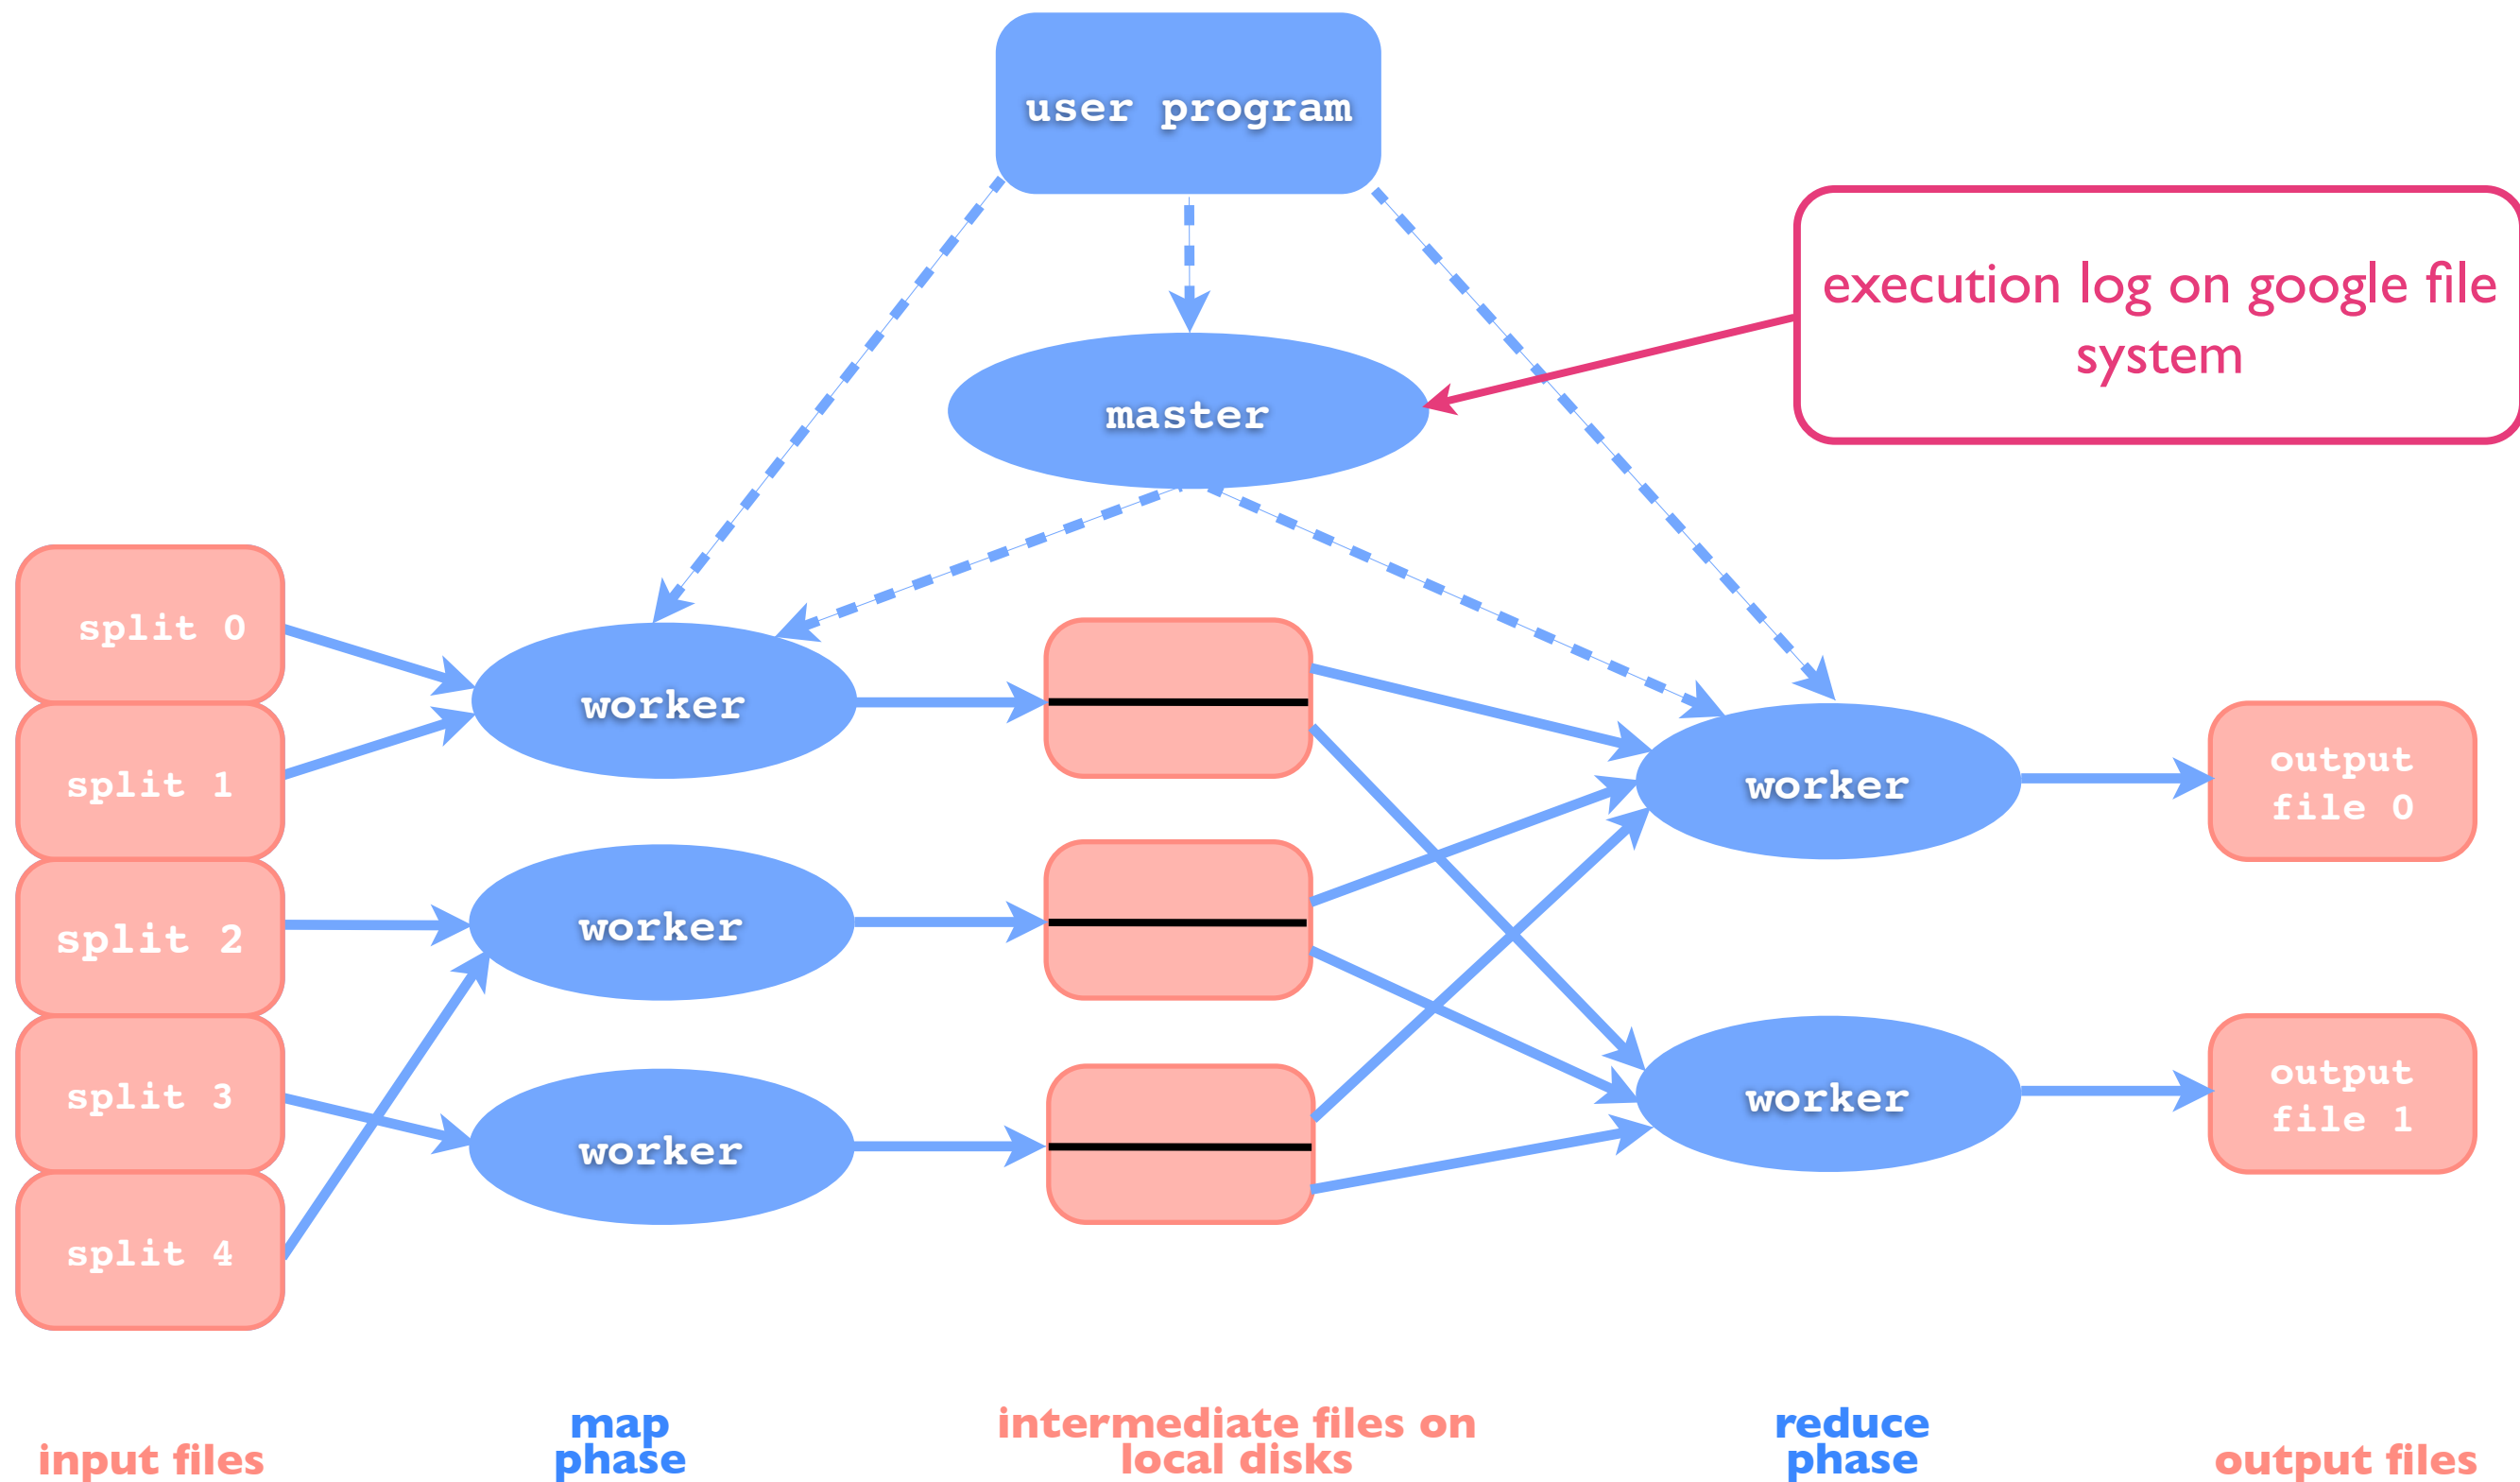 user program
execution log on google file
system
master
split 0
worker
split 1
worker
output
file 0
split 2
worker
split 3
worker
worker
output
file 1
split 4
map
phase
intermediate files on
local disks
reduce
phase
input files
output files